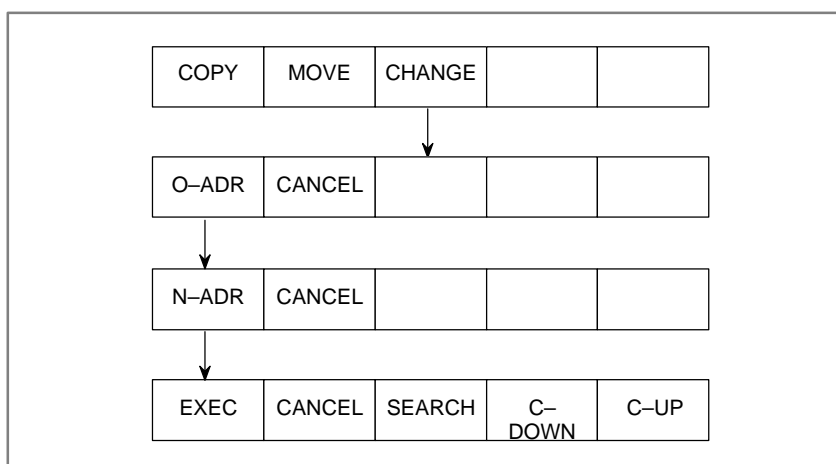 COPY MOVE CHANGE
O–ADR CANCEL
N–ADR CANCEL
EXEC CANCEL SEARCH C–
DOWN C–UP